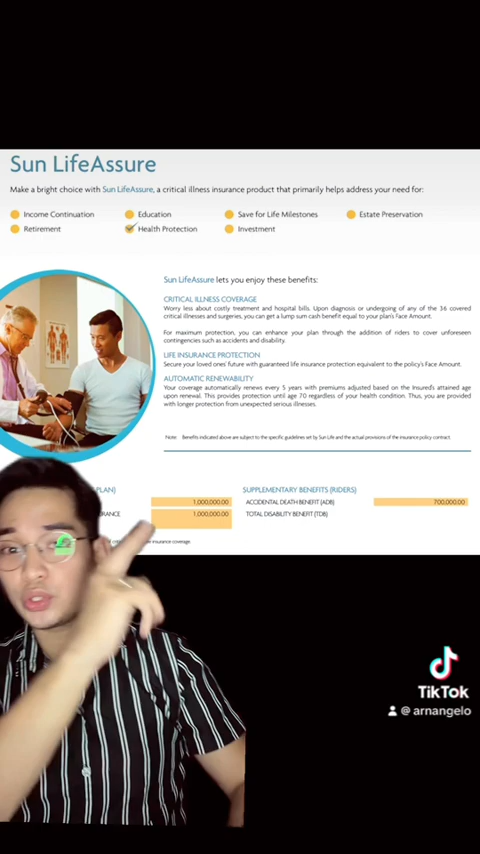 Sun LifeAssure
Make a bright choice with Sun LifeAssure, a critical illness insurance product that primarily helps address your need for:
Income Continuation
Education
Save for Life Milestones
Estate Preservation
Retirement
Health Protection
Investment
Sun LifeAssure lets you enjoy these benefits:
CRITICAL ILLNESS COVERAGE
Worry less about costly treatment and hospital bills. Upon diagnosis or undergoing of any of the 36 covered
critical illnesses and surgeries, you can get a lump sum cash benefit equal to your plan's Face Amount.
For maximum protection, you can enhance your plan through the addition of riders to cover unforeseen
contingencies such as accidents and disability.
LIFE INSURANCE PROTECTION
Secure your loved ones' future with guaranteed life insurance protection equivalent to the policy's Face Amount.
AUTOMATIC RENEWABILITY
Your coverage automatically renews every 5 years with premiums adjusted based on the Insured's attained age
upon renewal. This provides protection until age 70 regardless of your health condition. Thus, you are provided
with longer protection from unexpected serious illnesses.
Note: Benefits indicated above are subject to the specific guidelines set by Sun Life and the actual provisions of the insurance policy contract.
PLAN)
1,000,000.00
RANCE
1,000,000.00
insurance coverage.
SUPPLEMENTARY BENEFITS (RIDERS)
ACCIDENTAL DEATH BENEFIT (ADB) 700,000.00
TOTAL DISABILITY BENEFIT (TDB)
TikTok
@ arnangelo